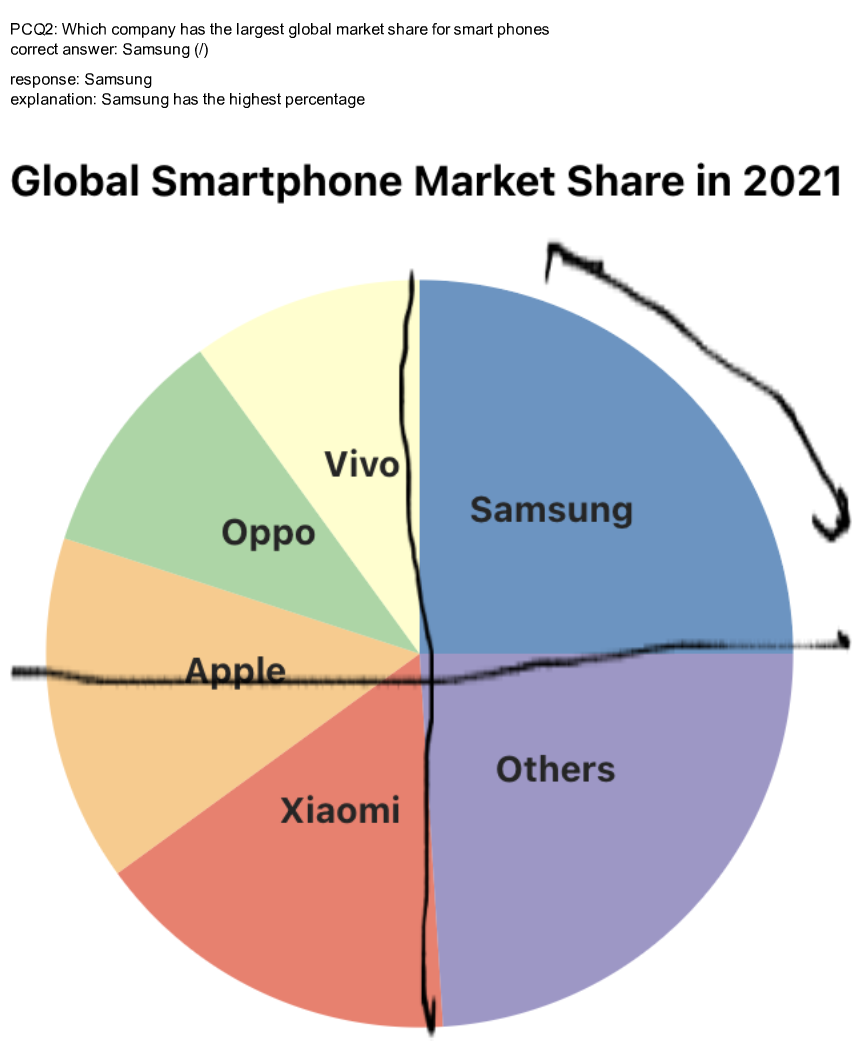 PCQ2: Which company has the largest global market share for smart phones
correct answer: Samsung (/)
response: Samsung
explanation: Samsung has the highest percentage
Global Smartphone Market Share in 2021
Vivo
Samsung
Oppo
Apple
Others
Xiaomi